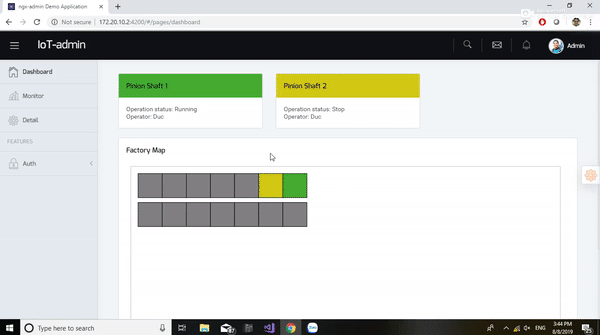 ngx-admin Demo Application
Not secure | 172.20.10.2:4200/#/pages/dashboard
IoT-admin
Admin
Dashboard
Monitor
Detail
FEATURES
Auth
Pinion Shaft 1
Operation status: Running
Operator: Duc
Pinion Shaft 2
Operation status: Stop
Operator: Duc
Factory Map
Type here to search
ENG
3:44 PM
8/8/2019